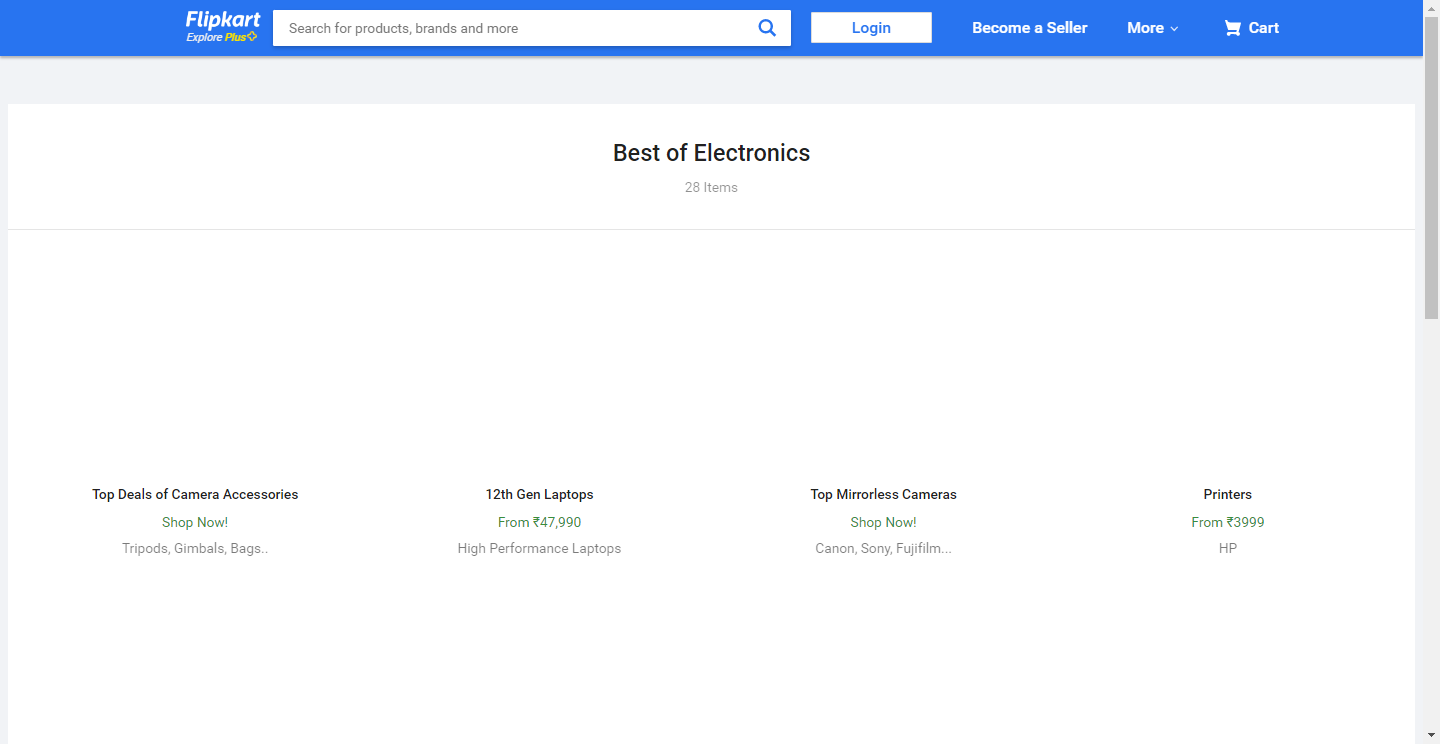 Flipkart
Explore Plus
Search for products, brands and more
Login
Become a Seller
More
Cart
Best of Electronics
28 Items
Top Deals of Camera Accessories
Shop Now!
Tripods, Gimbals, Bags..
12th Gen Laptops
From ₹47,990
High Performance Laptops
Top Mirrorless Cameras
Shop Now!
Canon, Sony, Fujifilm...
Printers
From ₹3999
HP